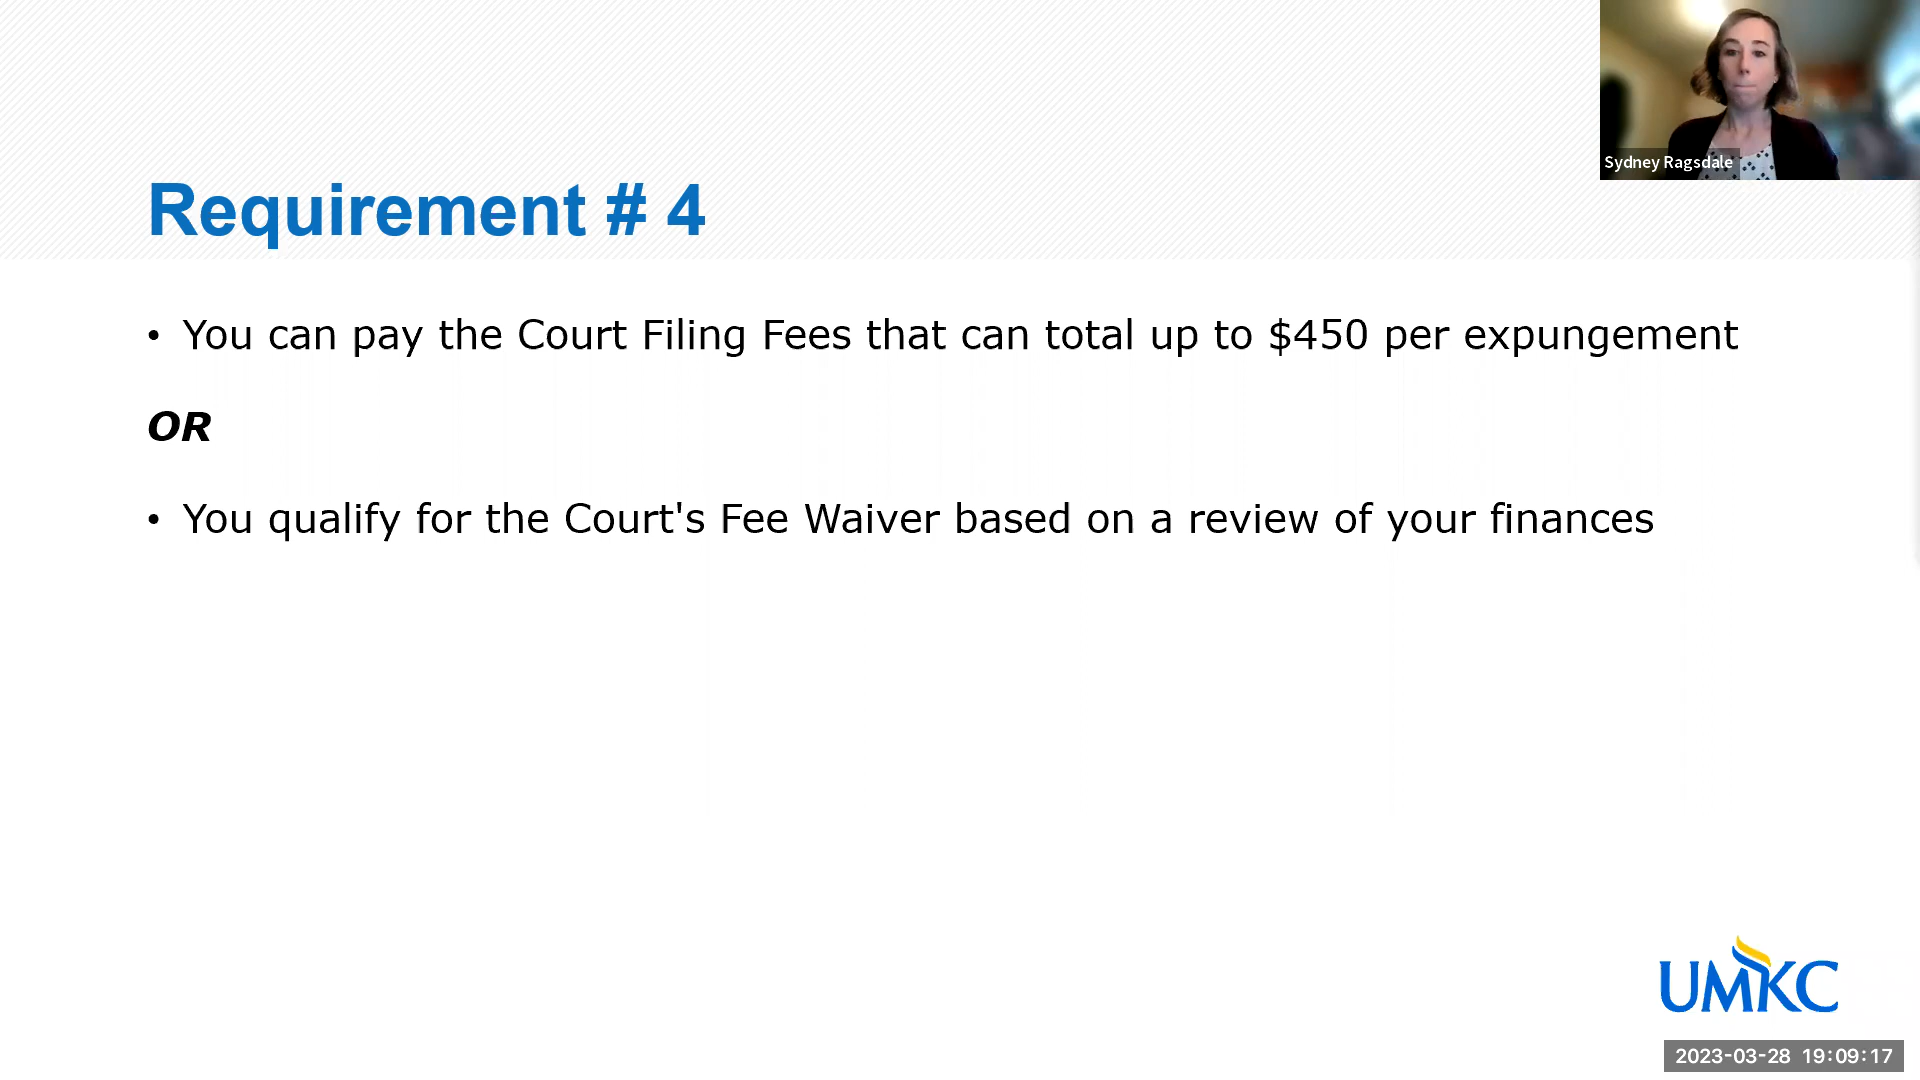 Sydney Ragsdale
Requirement # 4
• You can pay the Court Filing Fees that can total up to $450 per expungement
OR
• You qualify for the Court's Fee Waiver based on a review of your finances
UMKC
2023-03-28 19:09:17